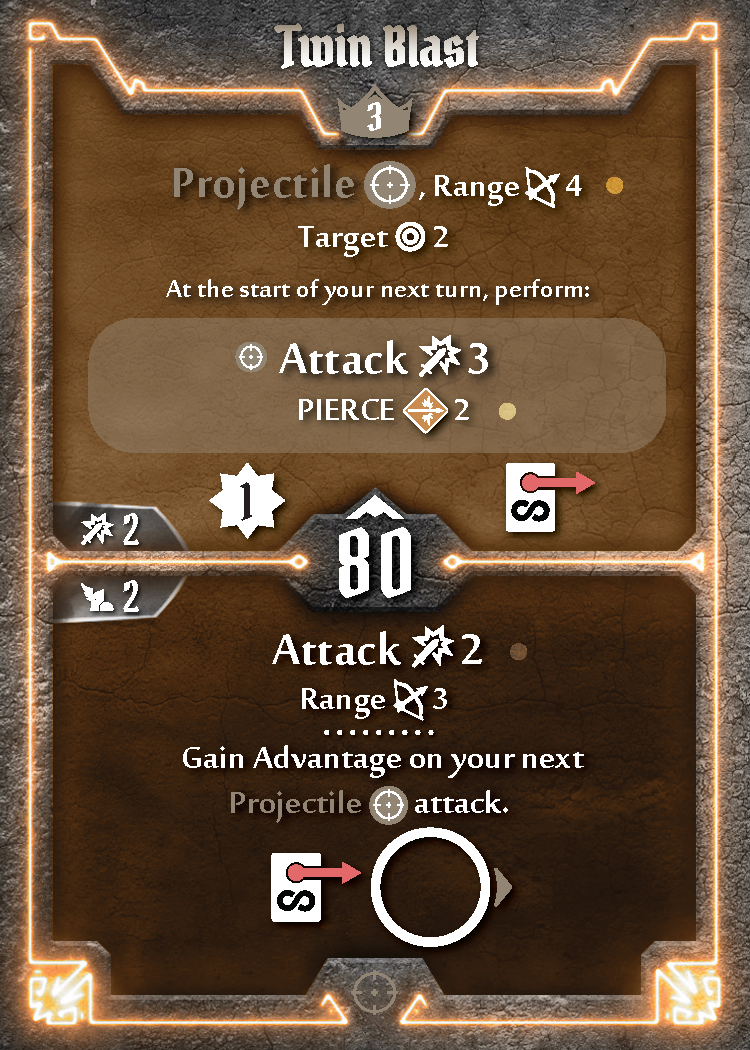 Twin Blast
3
Projectile , Range 4
Target 2
At the start of your next turn, perform:
Attack 3
PIERCE 2
1
S
2
80
2
Attack 2
Range 3
Gain Advantage on your next
Projectile attack.
S